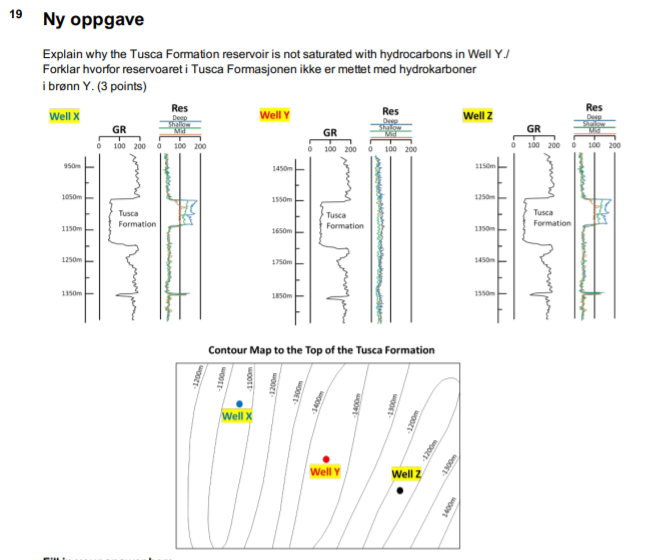 19 Ny oppgave
Explain why the Tusca Formation reservoir is not saturated with hydrocarbons in Well Y./
Forklar hvorfor reservoaret i Tusca Formasjonen ikke er mettet med hydrokarboner
i brønn Y. (3 points)
Well X
GR
0 100 200
Res
Deep
Shallow
Mid
0 100 200
950m
1050m
1150m
1250m
1350m
Tusca
Formation
Well Y
GR
0 100 200
Res
Deep
Shallow
Mid
0 100 200
1450m
1550m
1650m
1750m
1850m
Tusca
Formation
Well Z
GR
0 100 200
Res
Deep
Shallow
Mid
0 100 200
1150m
1250m
1350m
1450m
1550m
Tusca
Formation
Contour Map to the Top of the Tusca Formation
-1200m
-1100m
-1100m
-1200m
-1300m
-1400m
-1400m
-1300m
-1200m
-1200m
-1300m
1400m
Well X
Well Y
Well Z